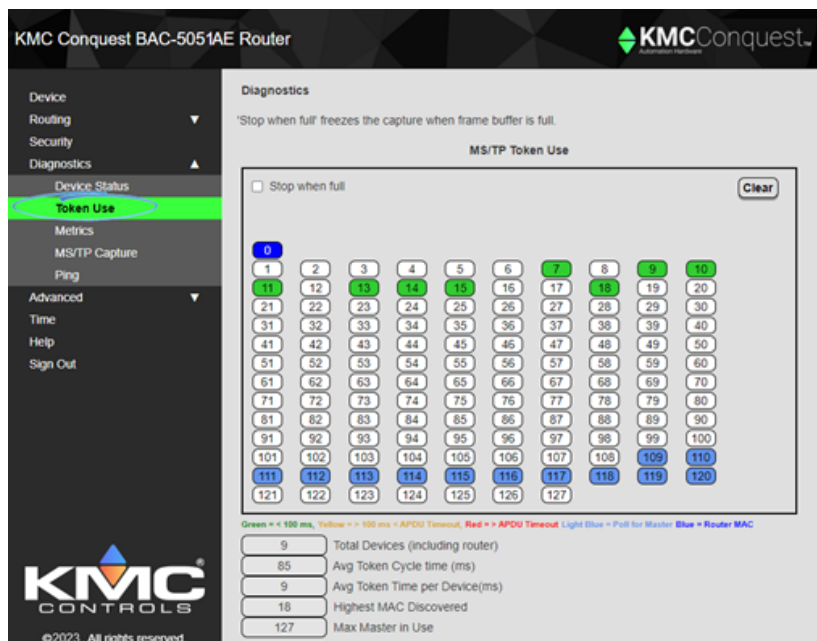 KMC Conquest BAC-5051AE Router
KMCConquest™
Automation Hardware
Device
Routing ▼
Security
Diagnostics ▲
Device Status
Token Use
Metrics
MS/TP Capture
Ping
Advanced ▼
Time
Help
Sign Out
Diagnostics
'Stop when full' freezes the capture when frame buffer is full.
MS/TP Token Use
Stop when full
Clear
0
1 2 3 4 5 6 7 8 9 10
11 12 13 14 15 16 17 18 19 20
21 22 23 24 25 26 27 28 29 30
31 32 33 34 35 36 37 38 39 40
41 42 43 44 45 46 47 48 49 50
51 52 53 54 55 56 57 58 59 60
61 62 63 64 65 66 67 68 69 70
71 72 73 74 75 76 77 78 79 80
81 82 83 84 85 86 87 88 89 90
91 92 93 94 95 96 97 98 99 100
101 102 103 104 105 106 107 108 109 110
111 112 113 114 115 116 117 118 119 120
121 122 123 124 125 126 127
Green = < 100 ms, Yellow = > 100 ms < APDU Timeout, Red = > APDU Timeout Light Blue = Poll for Master Blue = Router MAC
9 Total Devices (including router)
85 Avg Token Cycle time (ms)
9 Avg Token Time per Device(ms)
18 Highest MAC Discovered
127 Max Master in Use
KMC®
CONTROLS
©2023 All rights reserved